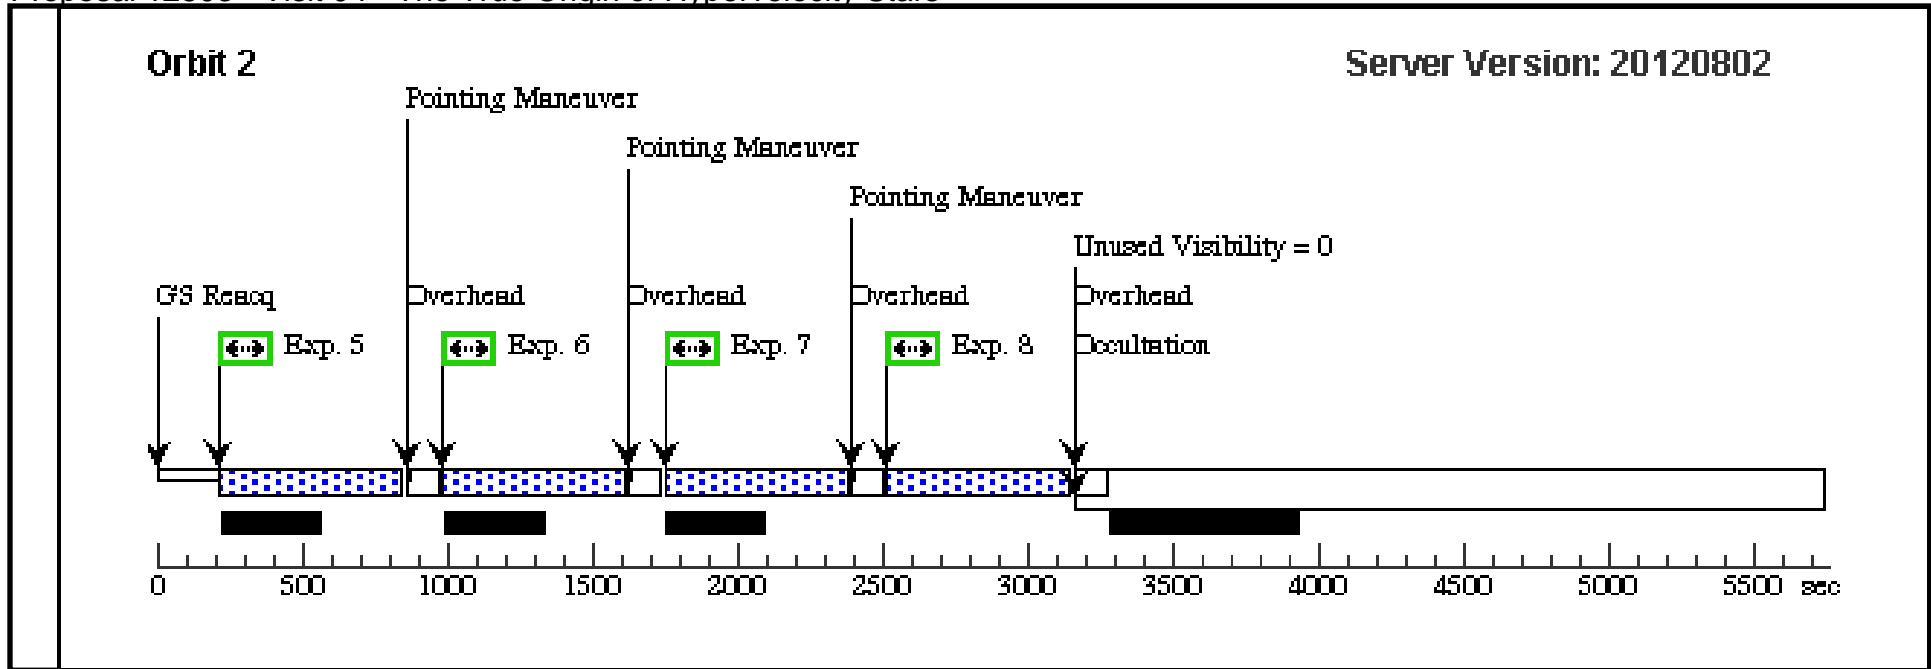 Orbit 2
Server Version: 20120802
Pointing Maneuver
Pointing Maneuver
Pointing Maneuver
Unused Visibility = 0
GS Reacq Overhead Overhead Overhead Overhead
Exp. 5 Exp. 6 Exp. 7 Exp. 8 Occultation
0 500 1000 1500 2000 2500 3000 3500 4000 4500 5000 5500 sec